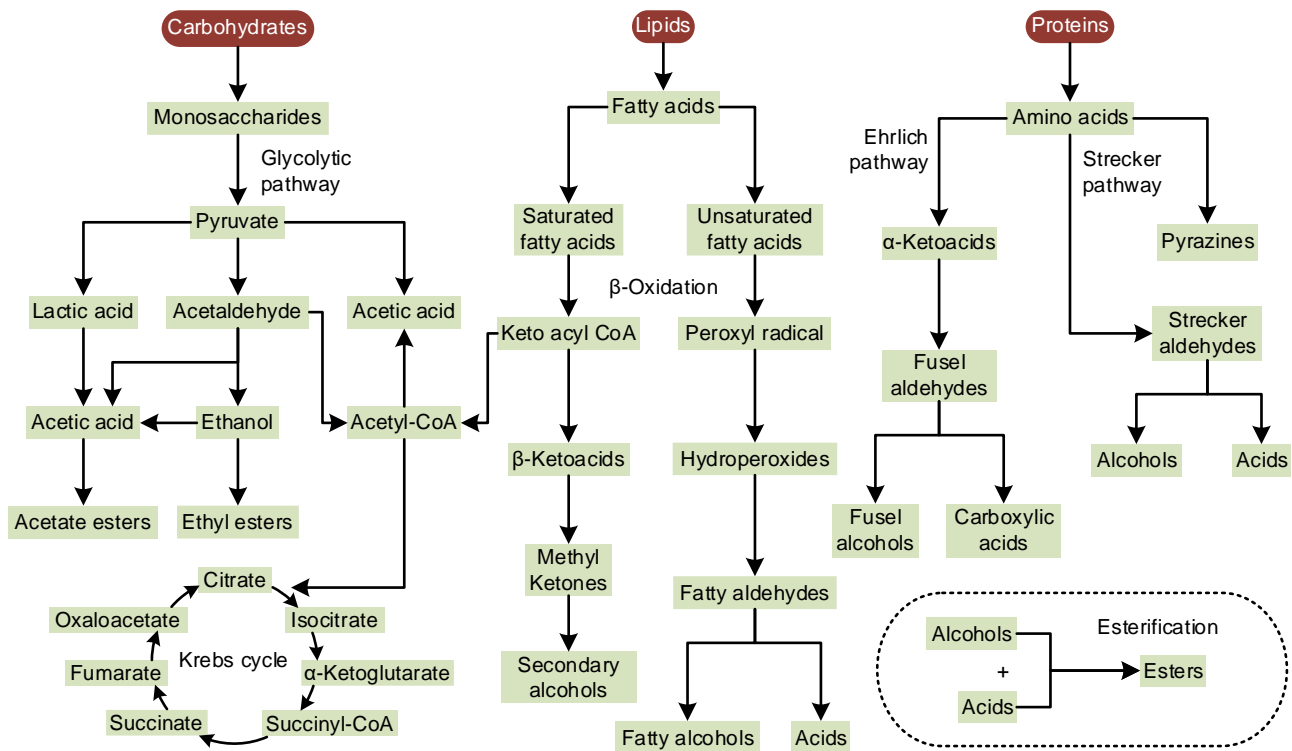 Carbohydrates
Lipids
Proteins
Monosaccharides
Fatty acids
Amino acids
Glycolytic
pathway
Ehrlich
pathway
Strecker
pathway
Pyruvate
Saturated
fatty acids
Unsaturated
fatty acids
α-Ketoacids
Pyrazines
β-Oxidation
Lactic acid
Acetaldehyde
Acetic acid
Keto acyl CoA
Peroxyl radical
Strecker
aldehydes
Fusel
aldehydes
Acetic acid
Ethanol
Acetyl-CoA
β-Ketoacids
Hydroperoxides
Alcohols
Acids
Acetate esters
Ethyl esters
Fusel
alcohols
Carboxylic
acids
Methyl
Ketones
Fatty aldehydes
Citrate
Oxaloacetate
Isocitrate
Krebs cycle
Fumarate
α-Ketoglutarate
Succinate
Succinyl-CoA
Secondary
alcohols
Fatty alcohols
Acids
Alcohols
+
Acids
Esterification
Esters